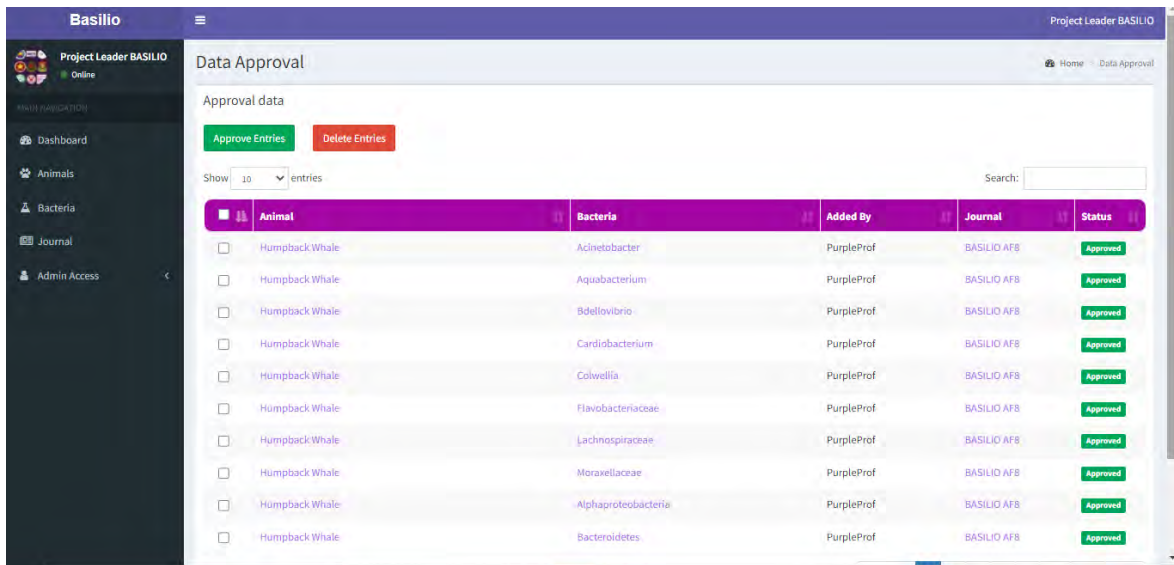 Basilio
Project Leader BASILIO
Project Leader BASILIO
Online
Data Approval
Home Data Approval
MAIN NAVIGATION
Dashboard
Animals
Bacteria
Journal
Admin Access
Approval data
Approve Entries Delete Entries
Show 10 entries Search:
Animal Bacteria Added By Journal Status
Humpback Whale Acinetobacter PurpleProf BASILIO AF8 Approved
Humpback Whale Aquabacterium PurpleProf BASILIO AF8 Approved
Humpback Whale Bdellovibrio PurpleProf BASILIO AF8 Approved
Humpback Whale Cardiobacterium PurpleProf BASILIO AF8 Approved
Humpback Whale Colwellia PurpleProf BASILIO AF8 Approved
Humpback Whale Flavobacteriaceae PurpleProf BASILIO AF8 Approved
Humpback Whale Lachnospiraceae PurpleProf BASILIO AF8 Approved
Humpback Whale Moraxellaceae PurpleProf BASILIO AF8 Approved
Humpback Whale Alphaproteobacteria PurpleProf BASILIO AF8 Approved
Humpback Whale Bacteroidetes PurpleProf BASILIO AF8 Approved